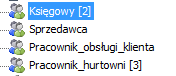 Księgowy [2]
Sprzedawca
Pracownik_obsługi_klienta
Pracownik_hurtowni [3]